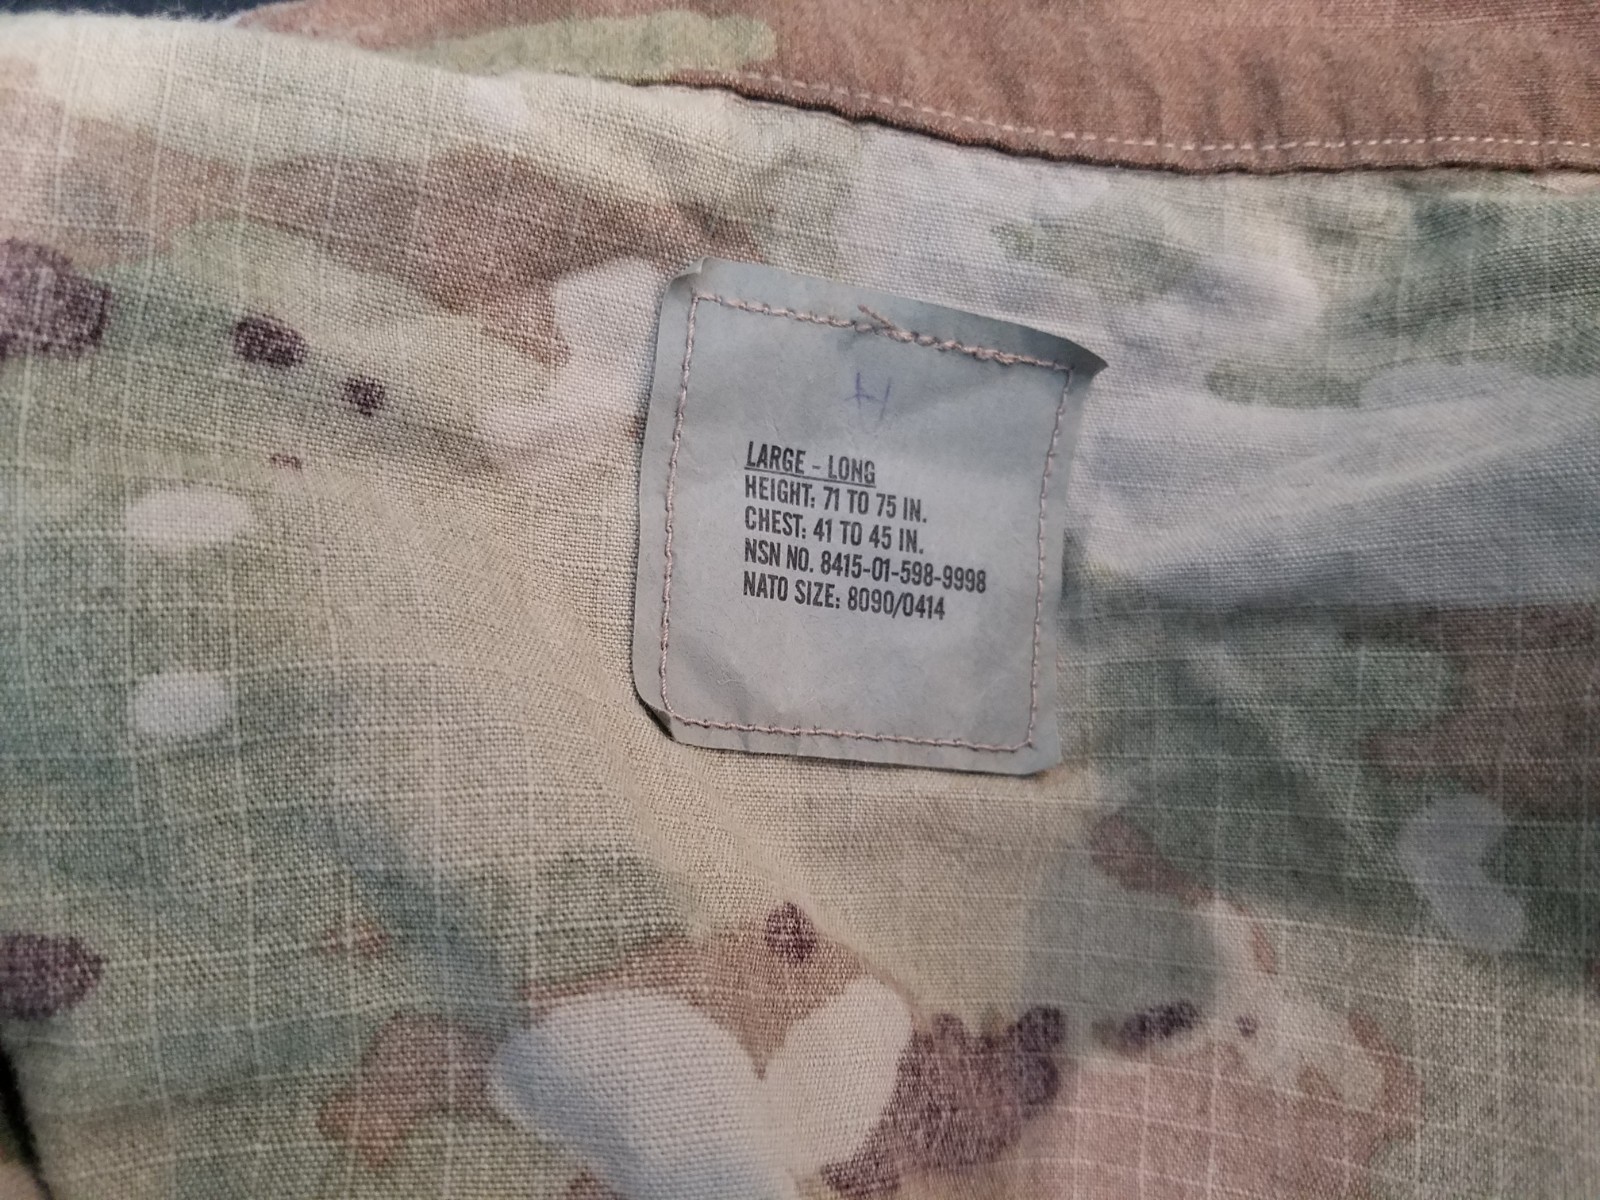 LARGE - LONG
HEIGHT: 71 TO 75 IN.
CHEST: 41 TO 45 IN.
NSN NO. 8415-01-598-9998
NATO SIZE: 8090/0414